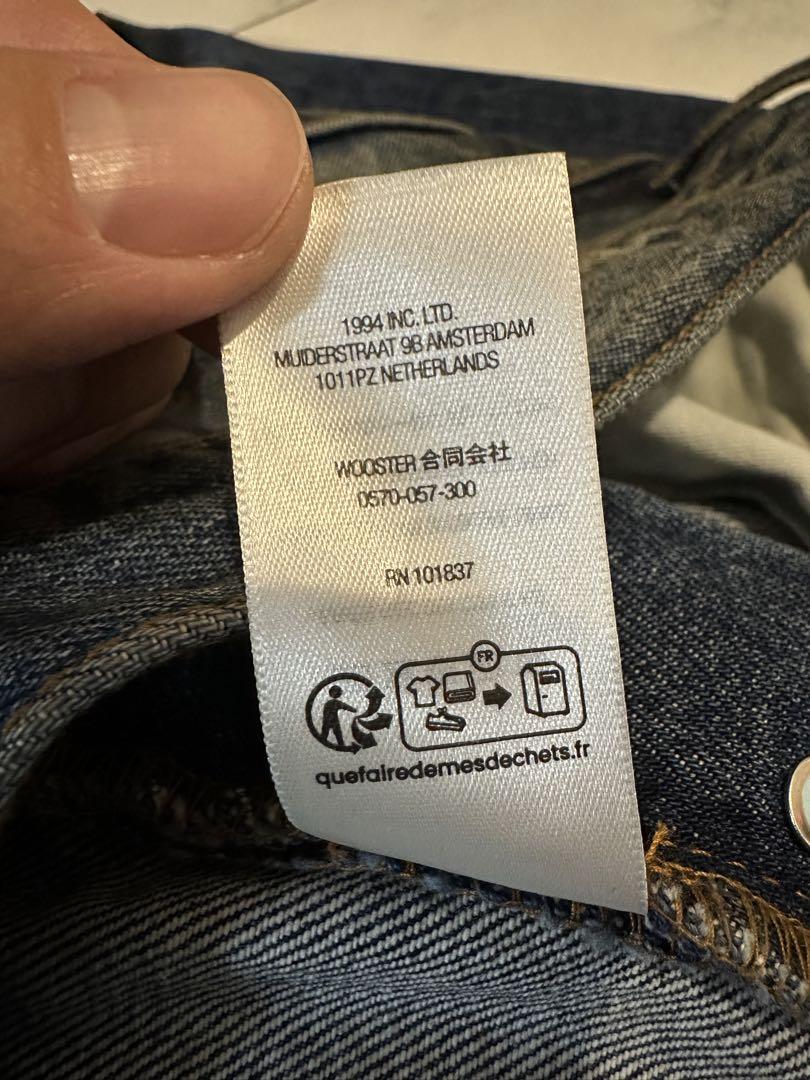 1994 INC. LTD.
MUIDERSTRAAT 9B AMSTERDAM
1011PZ NETHERLANDS
WOOSTER 合同会社
0570-057-300
RN 101837
FR
quefairedemesdechets.fr